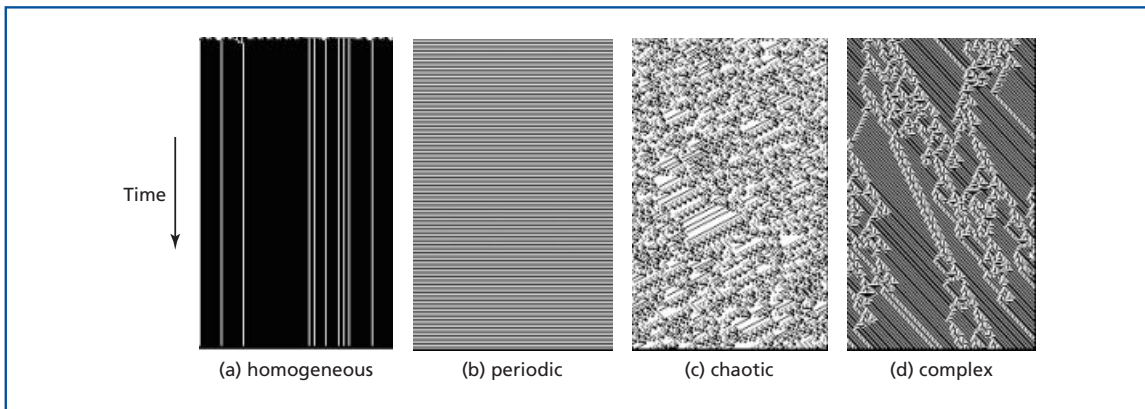 Time
(a) homogeneous
(b) periodic
(c) chaotic
(d) complex